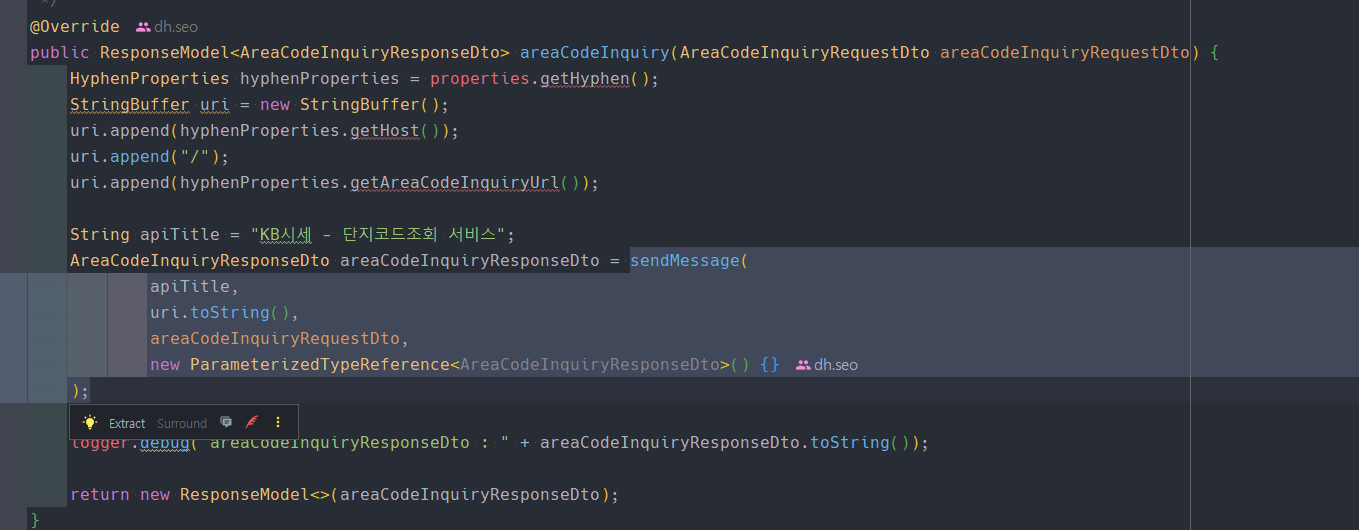 */
@Override dh.seo
public ResponseModel<AreaCodeInquiryResponseDto> areaCodeInquiry(AreaCodeInquiryRequestDto areaCodeInquiryRequestDto) {
HyphenProperties hyphenProperties = properties.getHyphen();
StringBuffer uri = new StringBuffer();
uri.append(hyphenProperties.getHost());
uri.append("/");
uri.append(hyphenProperties.getAreaCodeInquiryUrl());
String apiTitle = "KB시세 - 단지코드조회 서비스";
AreaCodeInquiryResponseDto areaCodeInquiryResponseDto = sendMessage(
apiTitle,
uri.toString(),
areaCodeInquiryRequestDto,
new ParameterizedTypeReference<AreaCodeInquiryResponseDto>() {} dh.seo
);
Extract Surround
logger.debug(" areaCodeInquiryResponseDto : " + areaCodeInquiryResponseDto.toString());
return new ResponseModel<>(areaCodeInquiryResponseDto);
}